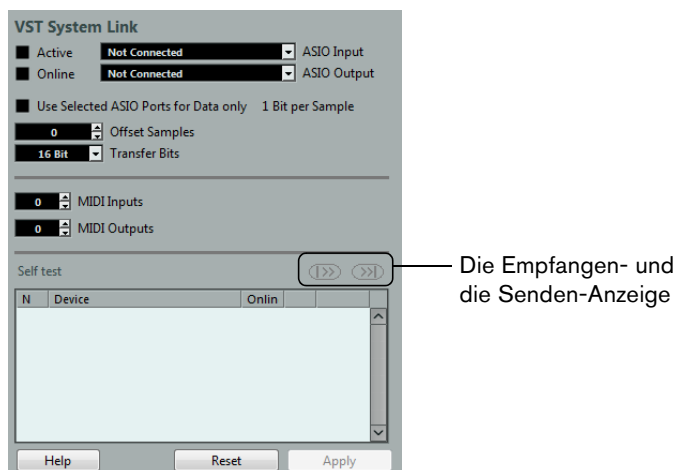 VST System Link
Active Not Connected ASIO Input
Online Not Connected ASIO Output
Use Selected ASIO Ports for Data only 1 Bit per Sample
0 Offset Samples
16 Bit Transfer Bits
0 MIDI Inputs
0 MIDI Outputs
Self test
Die Empfangen- und
die Senden-Anzeige
N Device Onlin
Help Reset Apply